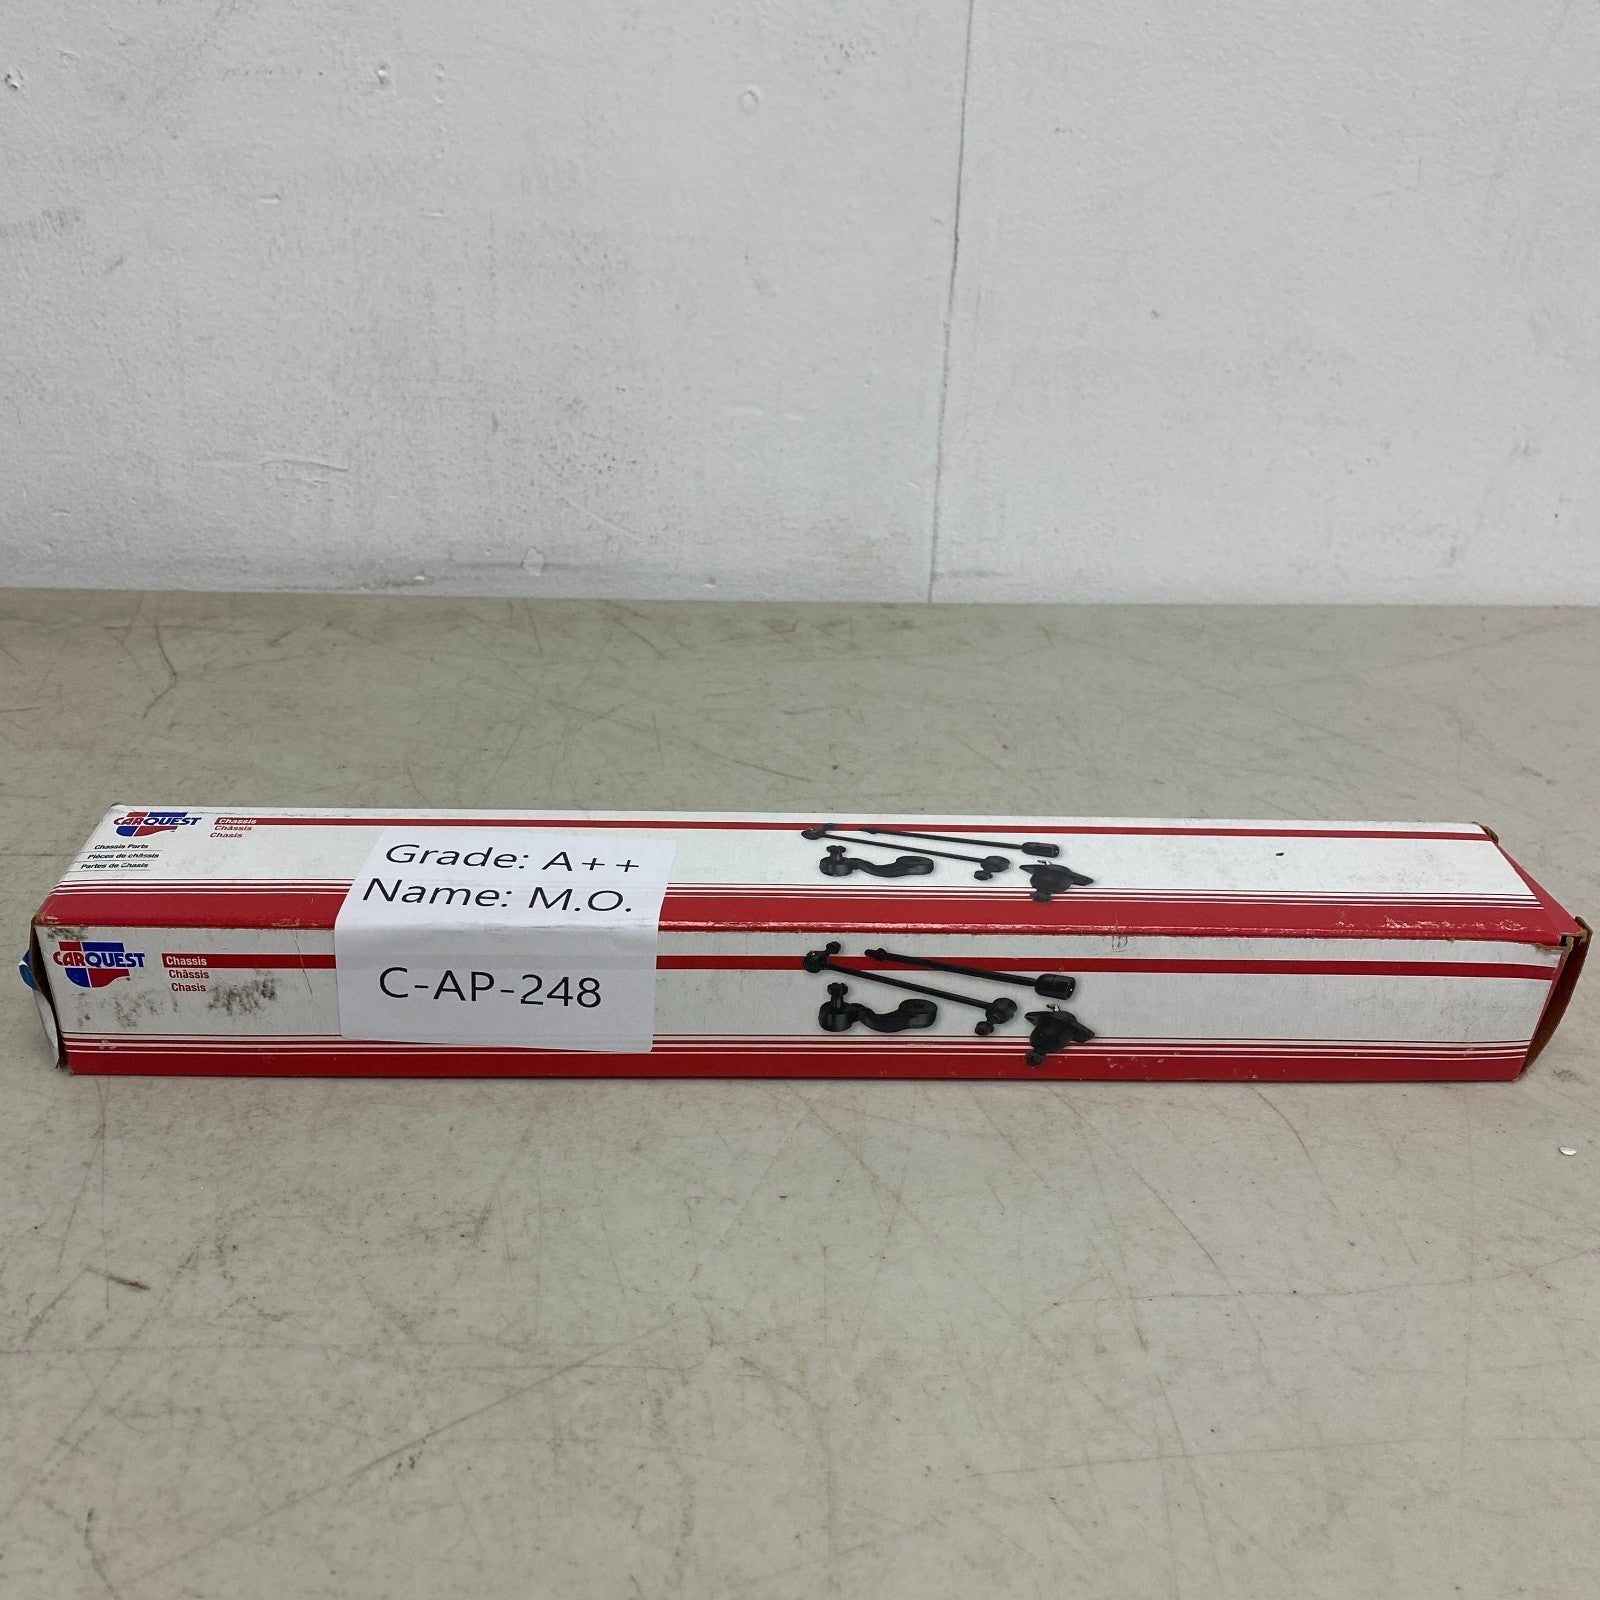 CARQUEST
Chassis
Châssis
Chasis
Chassis Parts
Pièces de châssis
Partes de Chasis
Grade: A++
Name: M.O.
C-AP-248
CARQUEST
Chassis
Châssis
Chasis